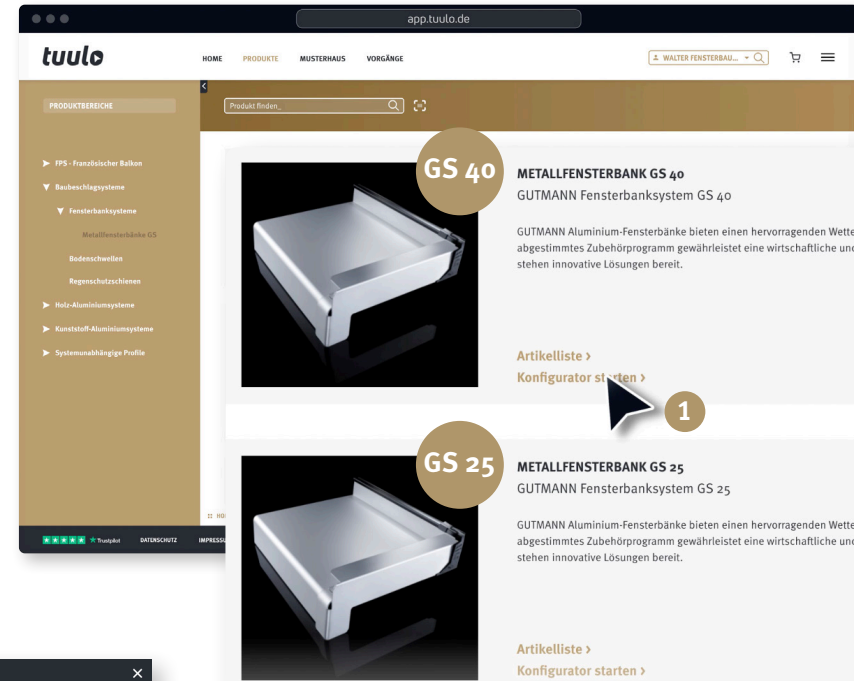 app.tuulo.de
tuulo
HOME PRODUKTE MUSTERHAUS VORGÄNGE
WALTER FENSTERBAU...
PRODUKTBEREICHE
Produkt finden_
FPS - Französischer Balkon
Baubeschlagsysteme
Fensterbanksysteme
Metallfensterbänke GS
Bodenschwellen
Regenschutzschienen
Holz-Aluminiumsysteme
Kunststoff-Aluminiumsysteme
Systemunabhängige Profile
GS 40
METALLFENSTERBANK GS 40
GUTMANN Fensterbanksystem GS 40
GUTMANN Aluminium-Fensterbänke bieten einen hervorragenden Wette
abgestimmtes Zubehörprogramm gewährleistet eine wirtschaftliche und
stehen innovative Lösungen bereit.
Artikelliste >
Konfigurator starten >
1
GS 25
METALLFENSTERBANK GS 25
GUTMANN Fensterbanksystem GS 25
GUTMANN Aluminium-Fensterbänke bieten einen hervorragenden Wette
abgestimmtes Zubehörprogramm gewährleistet eine wirtschaftliche und
stehen innovative Lösungen bereit.
Artikelliste >
Konfigurator starten >
HO
Trustpilot DATENSCHUTZ IMPRESSU